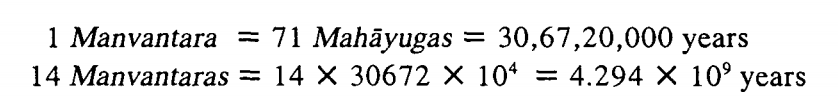 1 Manvantara = 71 Mahāyugas = 30,67,20,000 years
14 Manvantaras = 14 × 30672 × 10⁴ = 4.294 × 10⁹ years